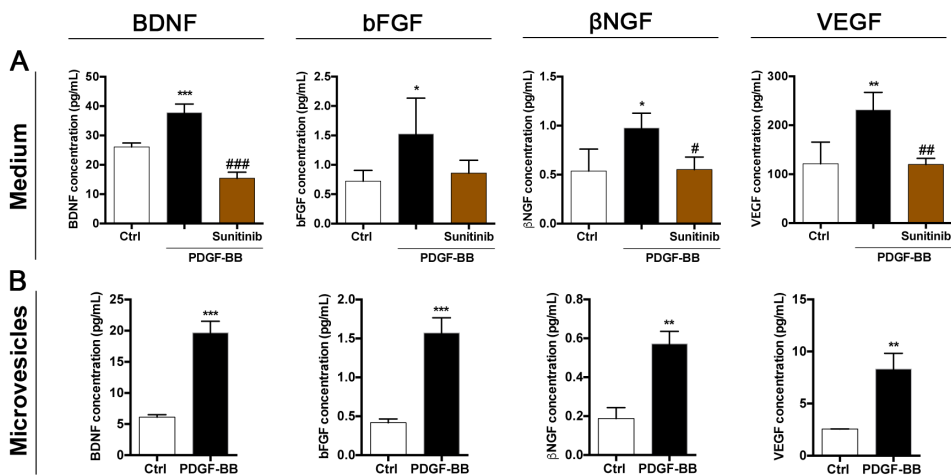 BDNF
bFGF
βNGF
VEGF
A
Medium
BDNF concentration (pg/mL)
50
40
30
20
10
0
***
###
Ctrl
Sunitinib
PDGF-BB
bFGF concentration (pg/mL)
2.5
2.0
1.5
1.0
0.5
0.0
*
Ctrl
Sunitinib
PDGF-BB
βNGF concentration (pg/mL)
1.5
1.0
0.5
0.0
*
#
Ctrl
Sunitinib
PDGF-BB
VEGF concentration (pg/mL)
300
200
100
0
**
##
Ctrl
Sunitinib
PDGF-BB
B
Microvesicles
BDNF concentration (pg/mL)
25
20
15
10
5
0
***
Ctrl PDGF-BB
bFGF concentration (pg/mL)
2.0
1.5
1.0
0.5
0.0
***
Ctrl PDGF-BB
βNGF concentration (pg/mL)
0.8
0.6
0.4
0.2
0.0
**
Ctrl PDGF-BB
VEGF concentration (pg/mL)
15
10
5
0
**
Ctrl PDGF-BB